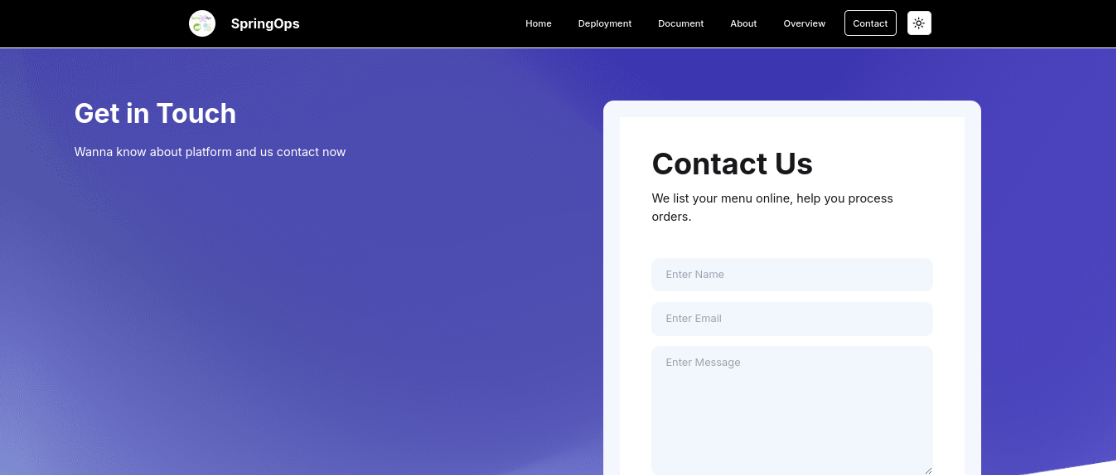 SpringOps
Home
Deployment
Document
About
Overview
Contact
Get in Touch
Wanna know about platform and us contact now
Contact Us
We list your menu online, help you process
orders.
Enter Name
Enter Email
Enter Message